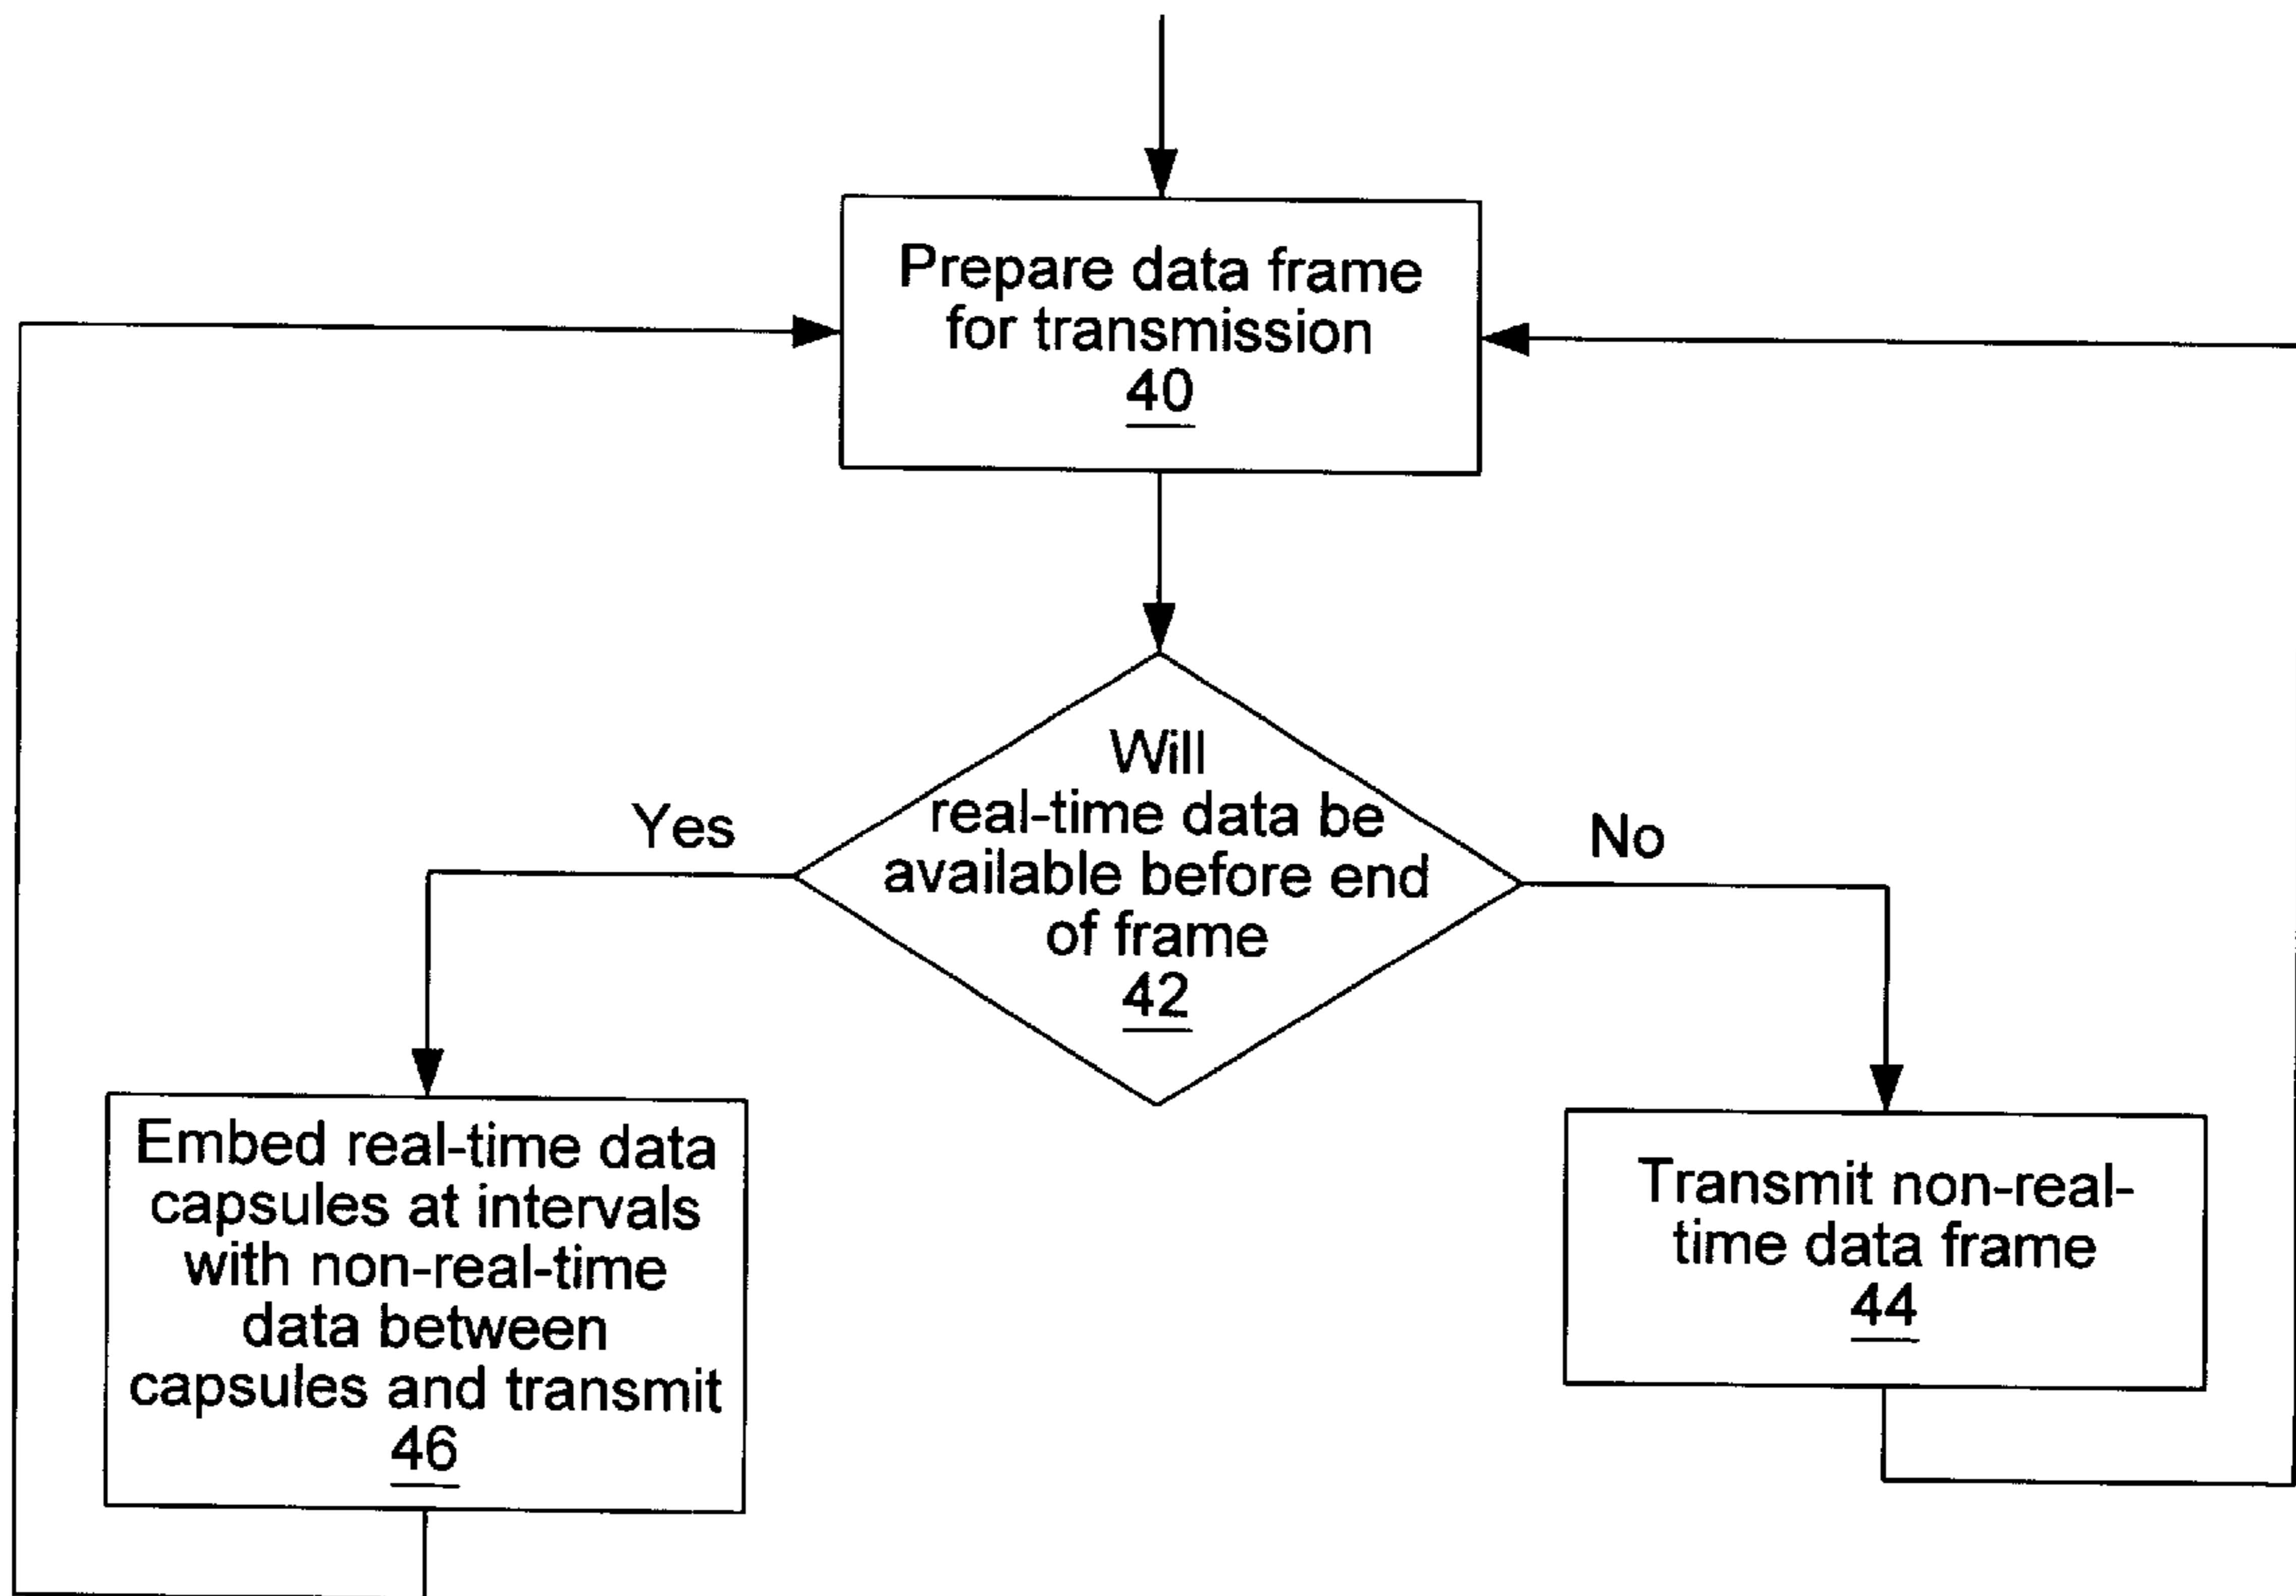 Prepare data frame
for transmission
40
Will
real-time data be
available before end
of frame
42
Yes
No
Embed real-time data
capsules at intervals
with non-real-time
data between
capsules and transmit
46
Transmit non-real-
time data frame
44